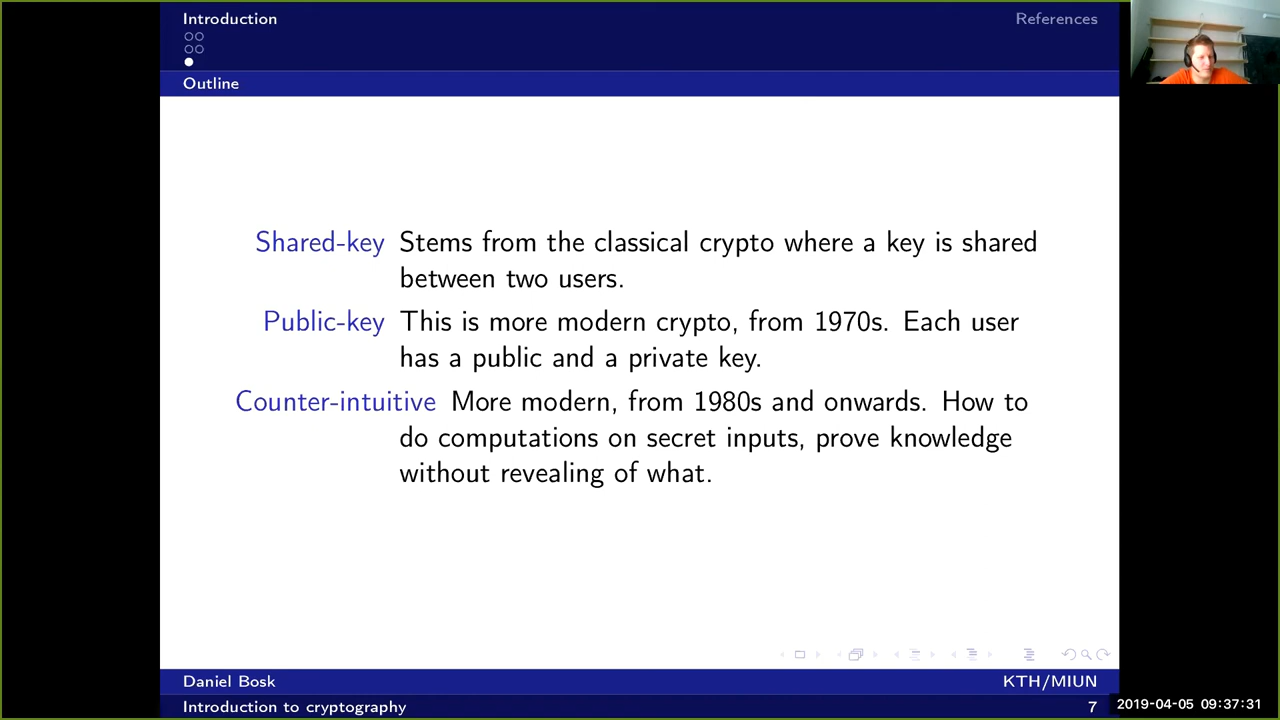 Introduction
References
Outline
Shared-key Stems from the classical crypto where a key is shared
between two users.
Public-key This is more modern crypto, from 1970s. Each user
has a public and a private key.
Counter-intuitive More modern, from 1980s and onwards. How to
do computations on secret inputs, prove knowledge
without revealing of what.
Daniel Bosk
KTH/MIUN
Introduction to cryptography
7
2019-04-05 09:37:31